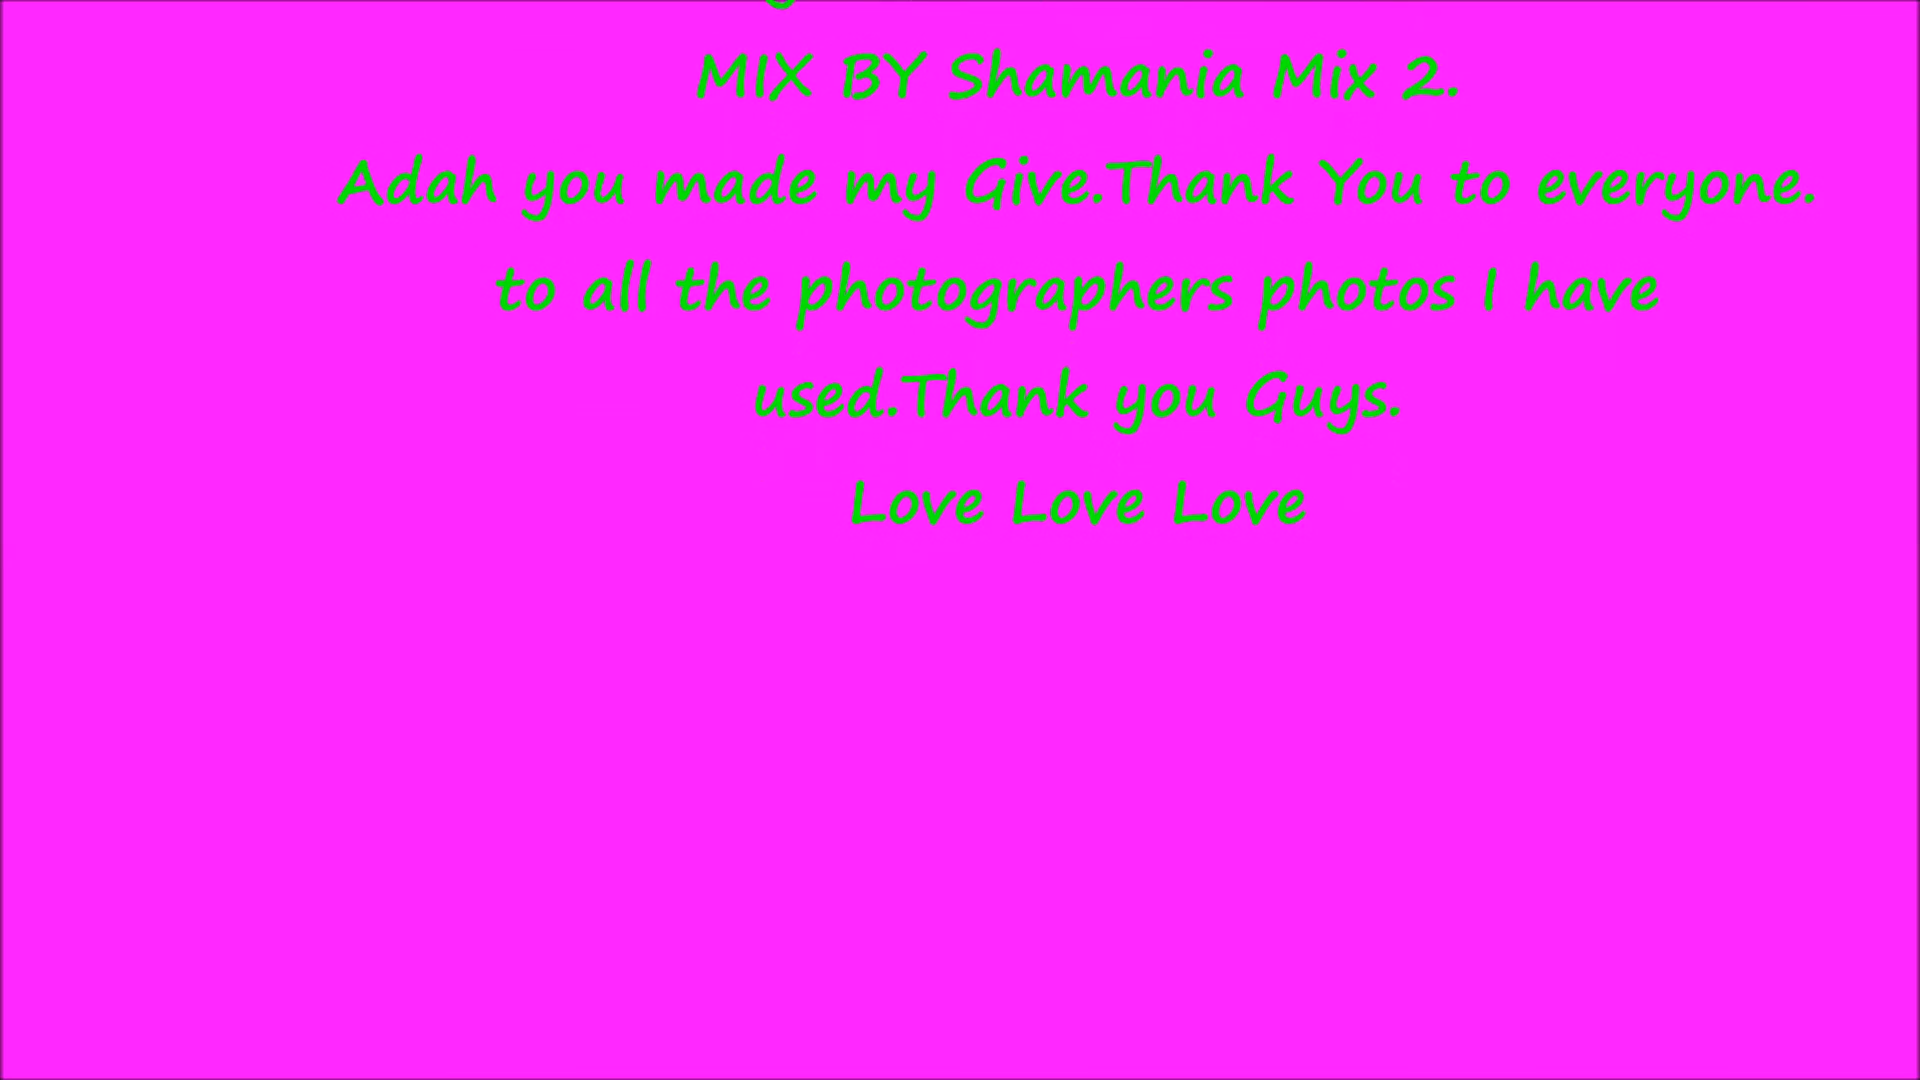 MIX BY Shamania Mix 2.
Adah you made my Give.Thank You to everyone.
to all the photographers photos I have
used.Thank you Guys.
Love Love Love